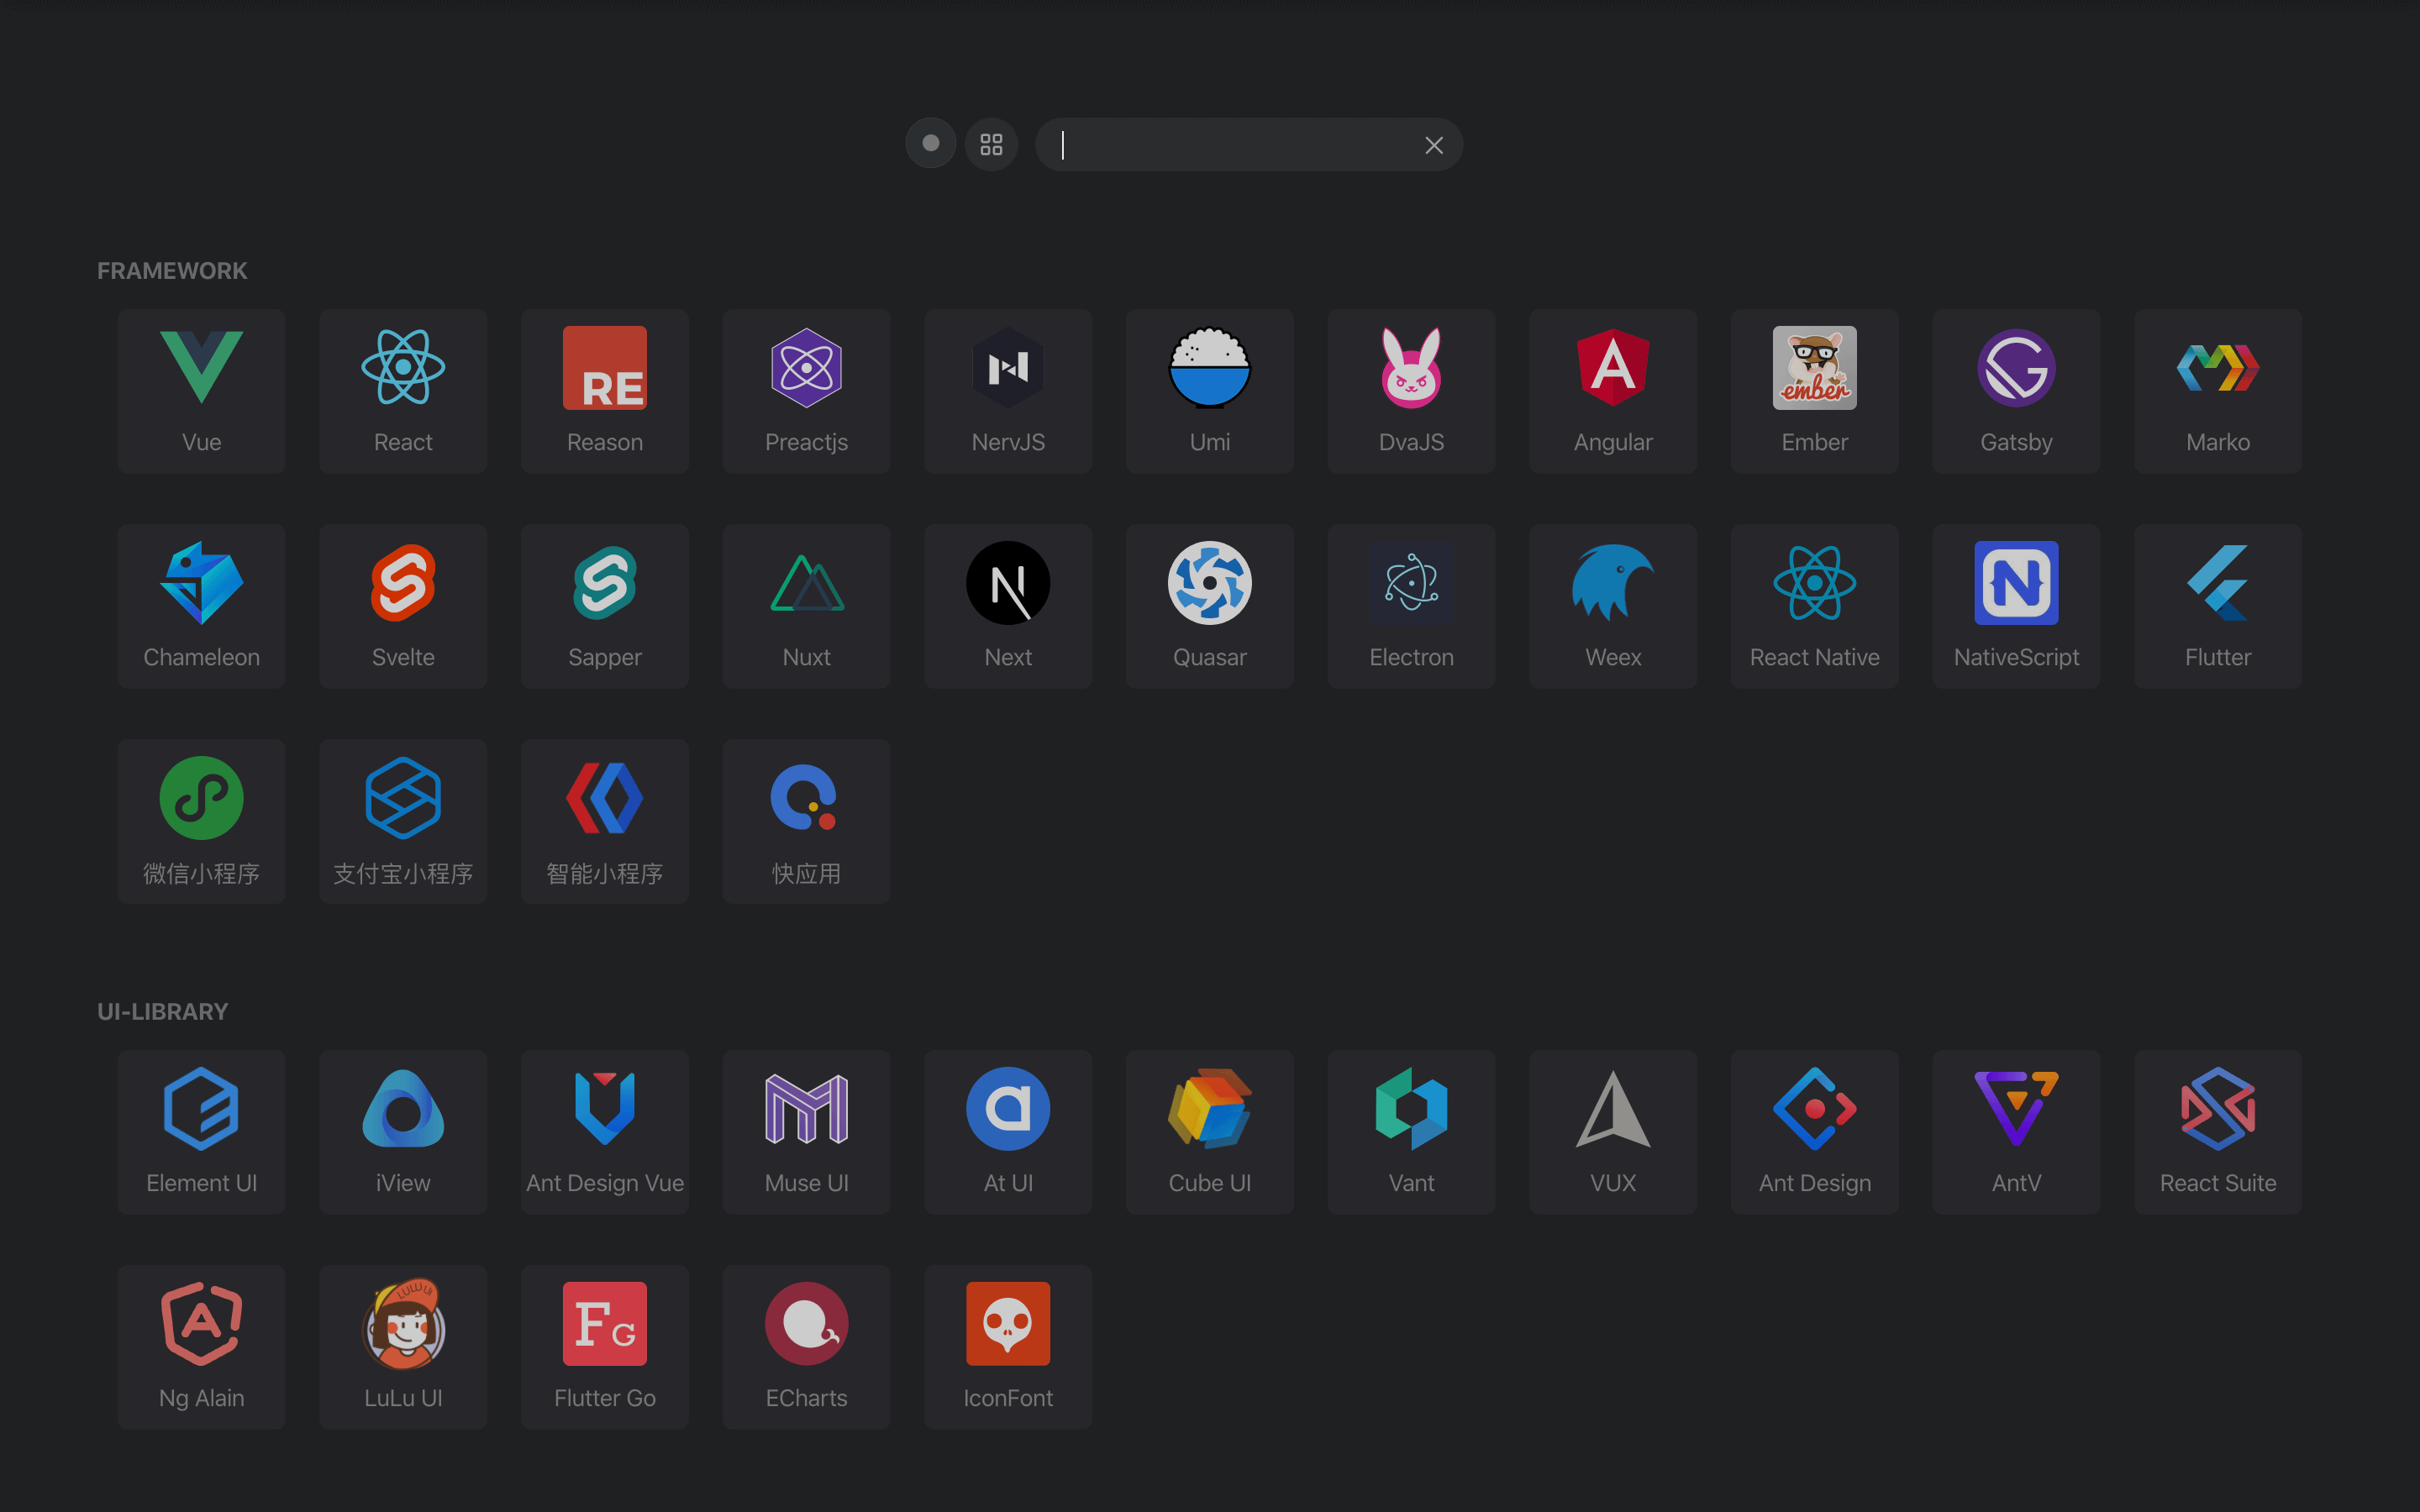 FRAMEWORK
RE
ember
Vue
React
Reason
Preactjs
NervJS
Umi
DvaJS
Angular
Ember
Gatsby
Marko
Chameleon
Svelte
Sapper
Nuxt
Next
Quasar
Electron
Weex
React Native
NativeScript
Flutter
微信小程序
支付宝小程序
智能小程序
快应用
UI-LIBRARY
Element UI
iView
Ant Design Vue
Muse UI
At UI
Cube UI
Vant
VUX
Ant Design
AntV
React Suite
LULU UI
FG
Ng Alain
LuLu UI
Flutter Go
ECharts
IconFont